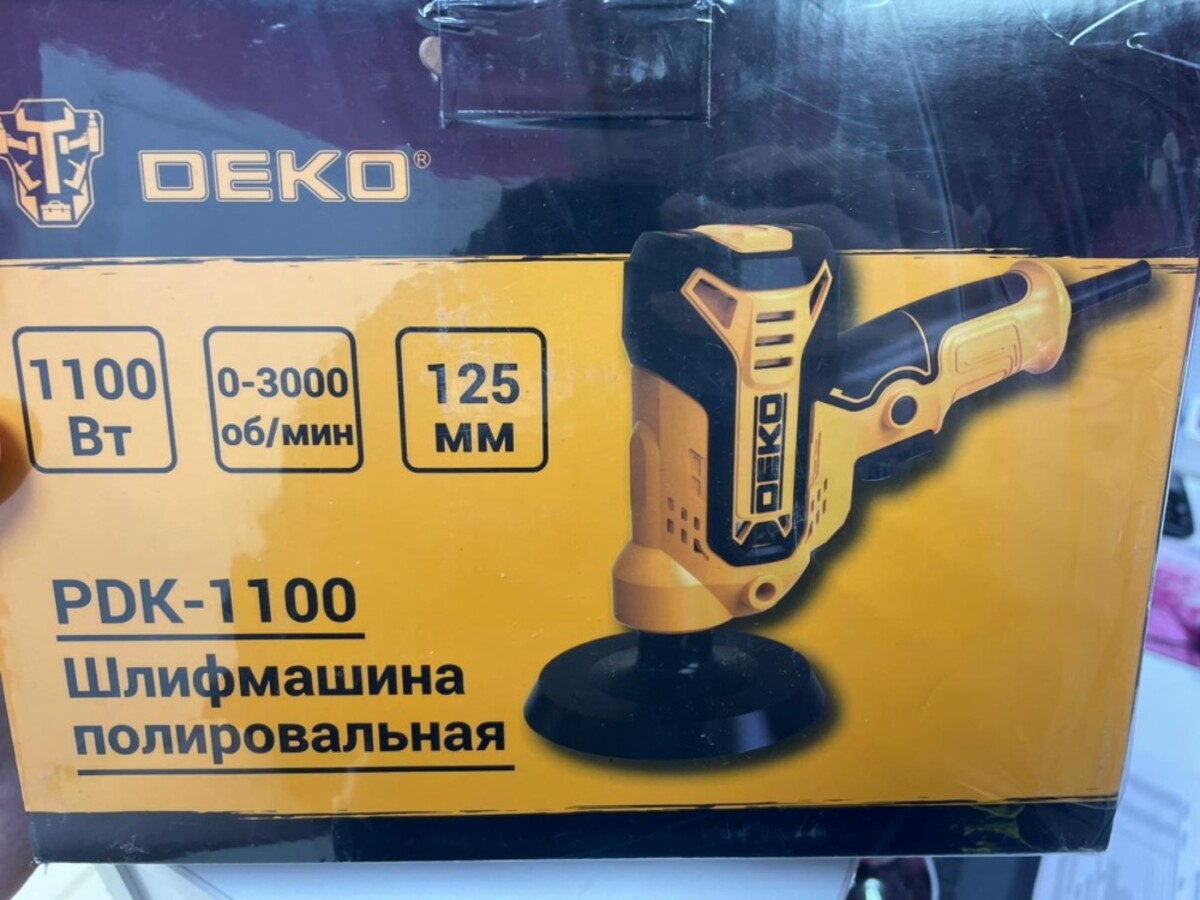 DEKO®
1100
Вт
0-3000
об/мин
125
мм
DEKO
PDK-1100
Шлифмашина
полировальная